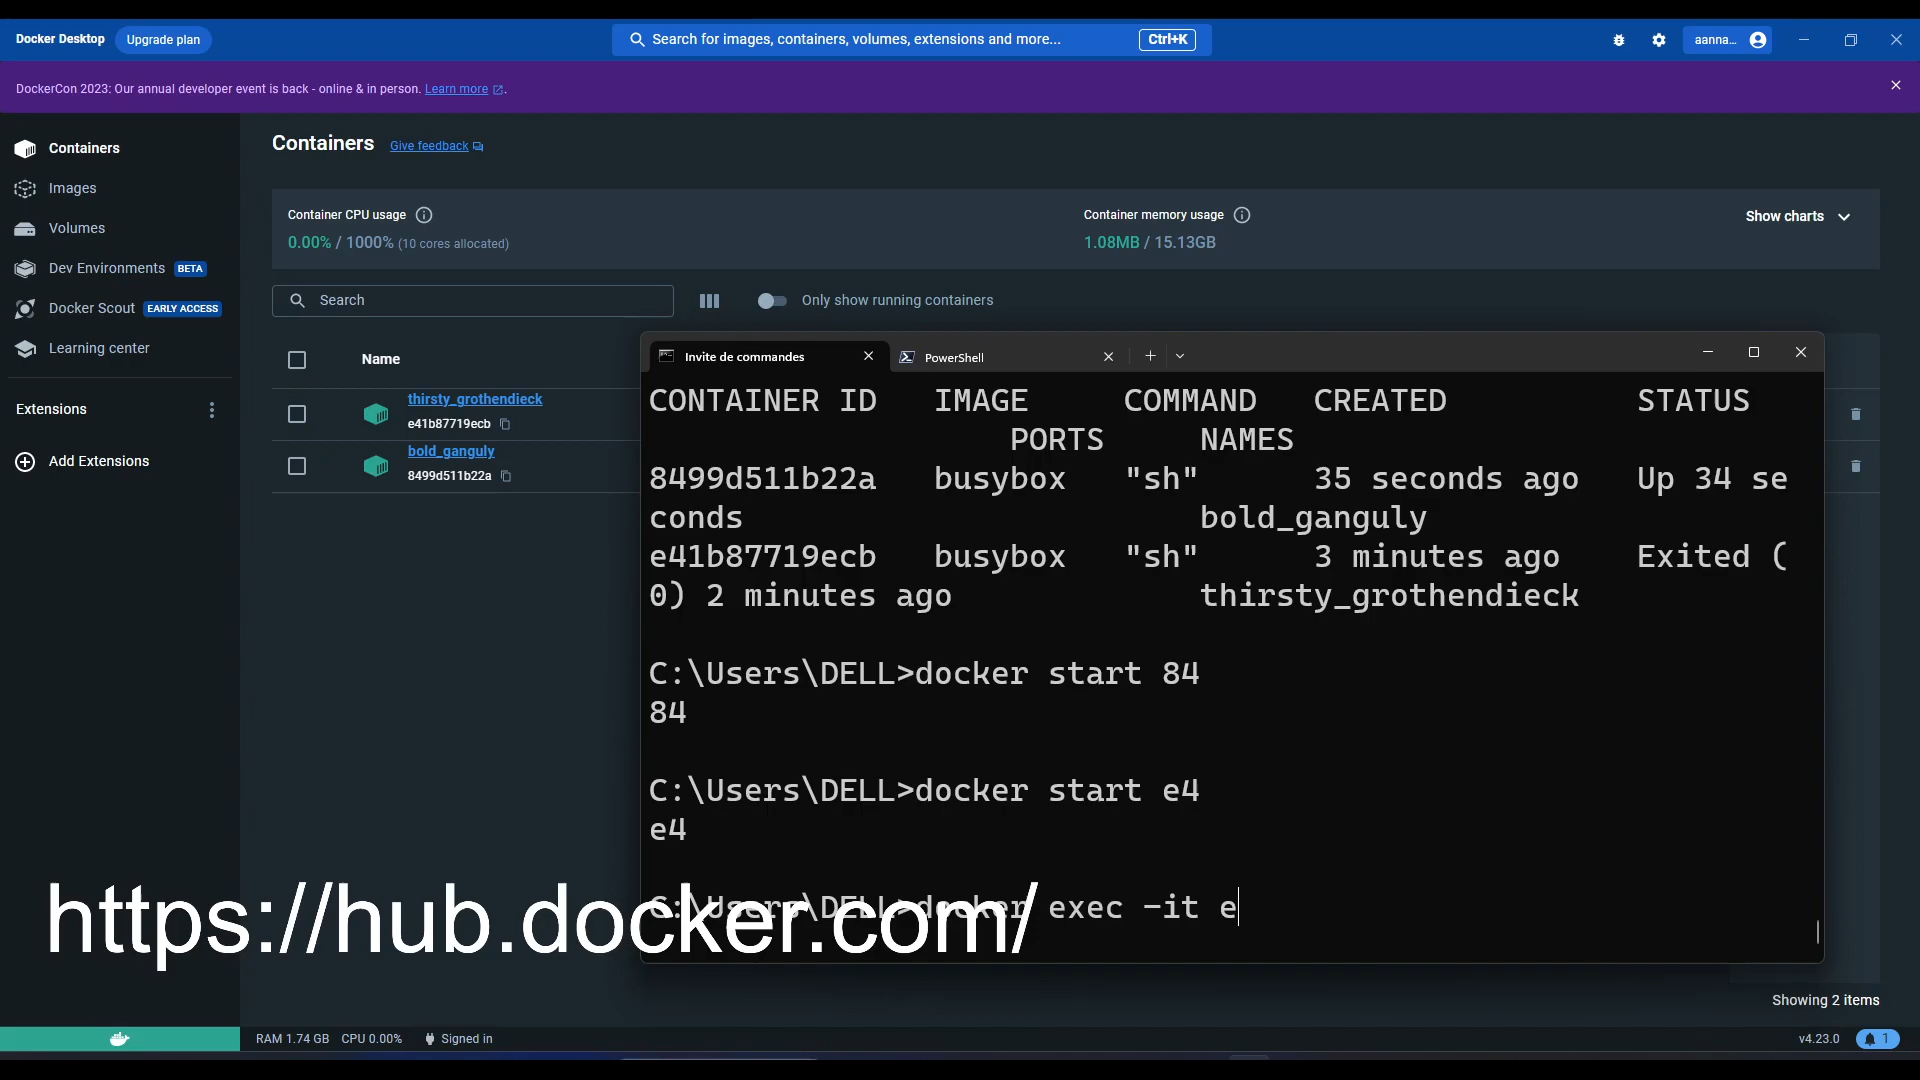 Docker Desktop
Upgrade plan
Search for images, containers, volumes, extensions and more...
Ctrl+K
aanna...
DockerCon 2023: Our annual developer event is back - online & in person. Learn more .
Containers
Images
Volumes
Dev Environments BETA
Docker Scout EARLY ACCESS
Learning center
Extensions
Add Extensions
Containers
Give feedback
Container CPU usage
0.00% / 1000% (10 cores allocated)
Container memory usage
1.08MB / 15.13GB
Show charts
Search
Only show running containers
Name
thirsty_grothendieck
e41b87719ecb
bold_ganguly
8499d511b22a
Invite de commandes
PowerShell
CONTAINER ID IMAGE COMMAND CREATED STATUS
PORTS NAMES
8499d511b22a busybox "sh" 35 seconds ago Up 34 se
conds bold_ganguly
e41b87719ecb busybox "sh" 3 minutes ago Exited (
0) 2 minutes ago thirsty_grothendieck
C:\Users\DELL>docker start 84
84
C:\Users\DELL>docker start e4
e4
C:\Users\DELL>docker exec -it e
https://hub.docker.com/
Showing 2 items
RAM 1.74 GB CPU 0.00% Signed in
v4.23.0
1